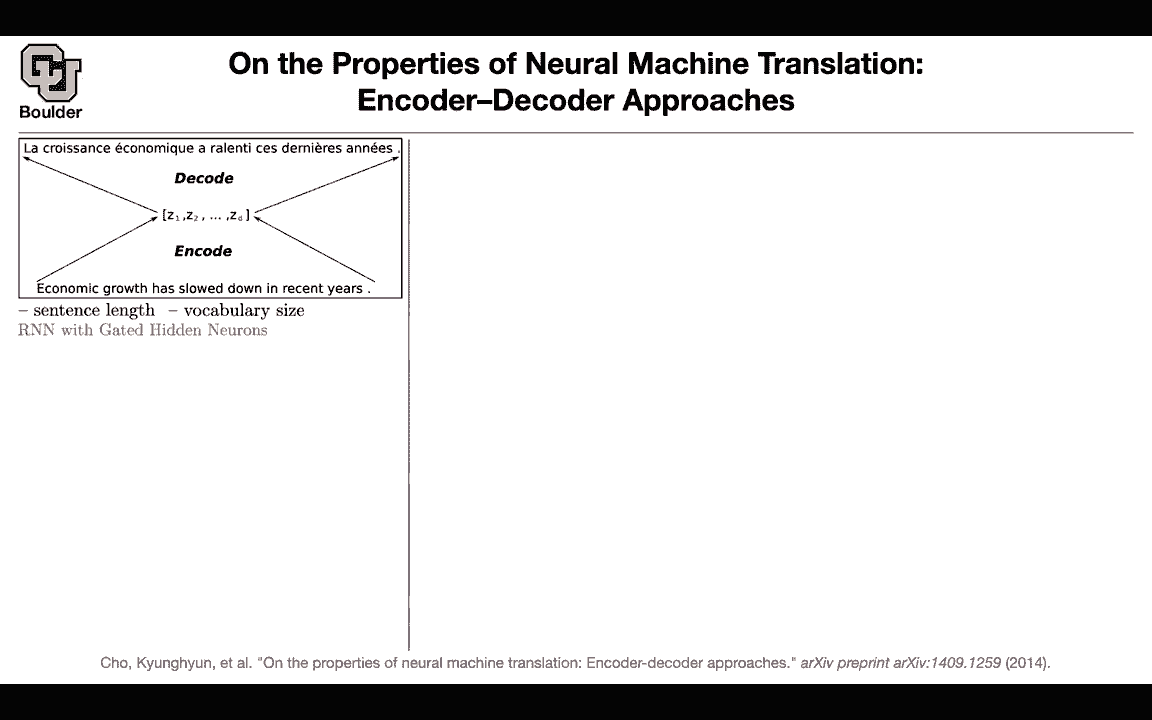 On the Properties of Neural Machine Translation:
Encoder–Decoder Approaches
Boulder
La croissance économique a ralenti ces dernières années .
Decode
[z₁,z₂, ... ,z_d]
Encode
Economic growth has slowed down in recent years .
– sentence length – vocabulary size
RNN with Gated Hidden Neurons
Cho, Kyunghyun, et al. "On the properties of neural machine translation: Encoder-decoder approaches." arXiv preprint arXiv:1409.1259 (2014).